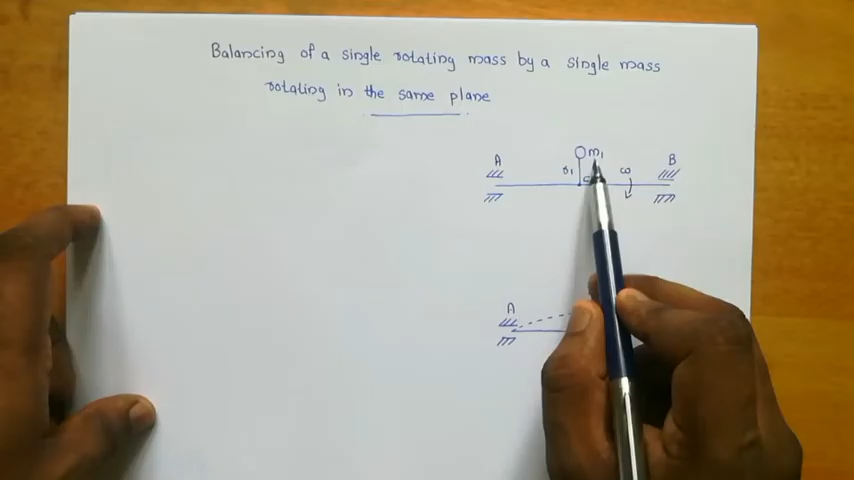 Balancing of a single rotating mass by a single mass
rotating in the same plane
A
m1
B
r1
ω
A